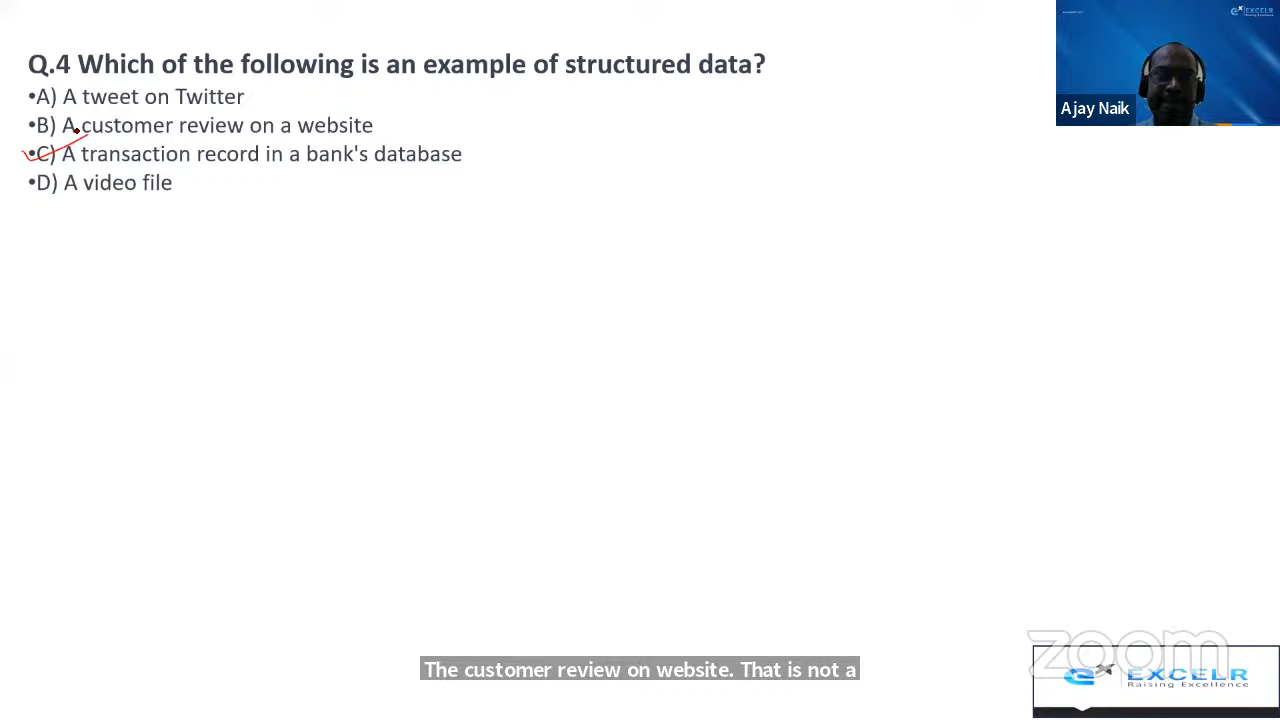 Q.4 Which of the following is an example of structured data?
•A) A tweet on Twitter
•B) A customer review on a website
•C) A transaction record in a bank's database
•D) A video file
EXCELR
Raising Excellence
Ajay Naik
The customer review on website. That is not a
zoom
EXCELR
Raising Excellence